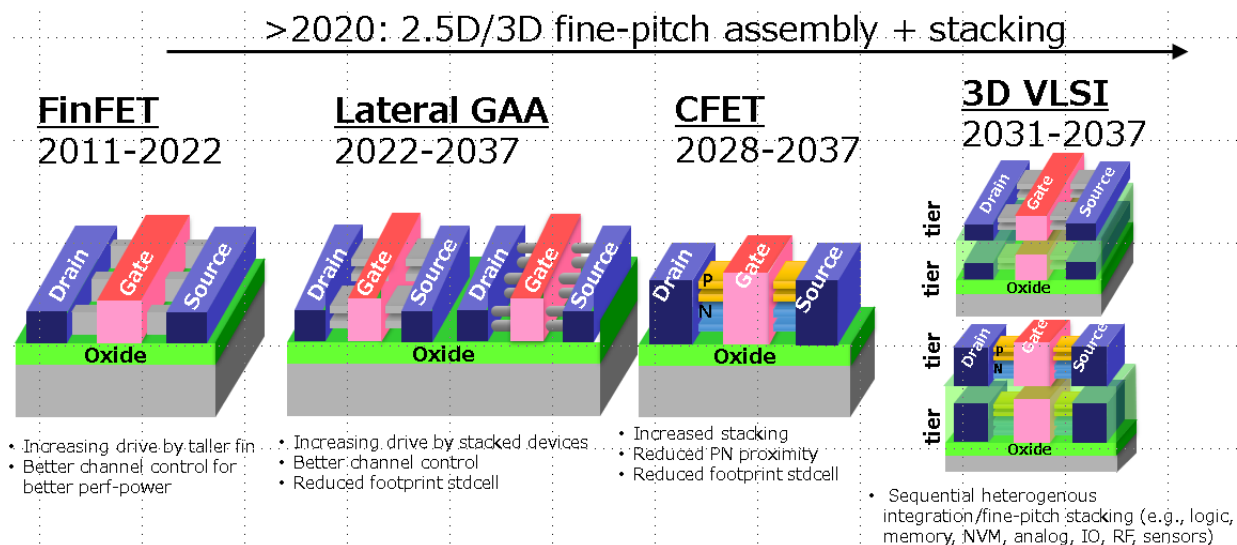 >2020: 2.5D/3D fine-pitch assembly + stacking
FinFET
2011-2022
Drain
Gate
Source
Oxide
• Increasing drive by taller fin
• Better channel control for
better perf-power
Lateral GAA
2022-2037
Drain
Gate
Source
Drain
Gate
Source
• Increasing drive by stacked devices
• Better channel control
• Reduced footprint stdcell
CFET
2028-2037
Drain
P
N
Gate
Source
Oxide
• Increased stacking
• Reduced PN proximity
• Reduced footprint stdcell
3D VLSI
2031-2037
tier
tier
Drain
Gate
Source
Oxide
tier
tier
Drain
P
N
Gate
Source
Oxide
• Sequential heterogenous
integration/fine-pitch stacking (e.g., logic,
memory, NVM, analog, IO, RF, sensors)